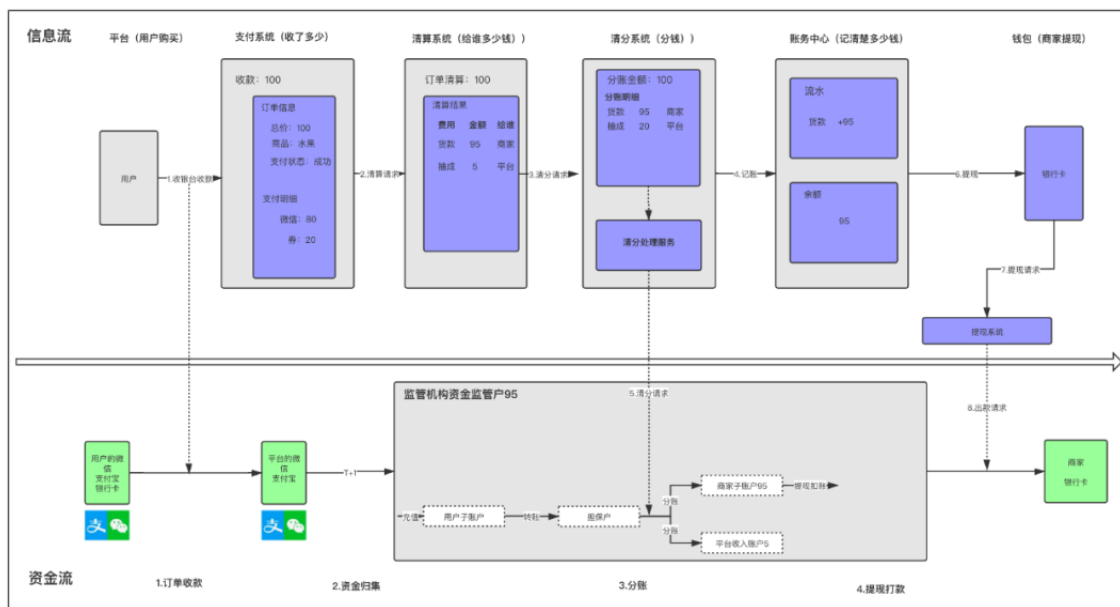 信息流
平台（用户购买）
支付系统（收了多少）
清算系统（给谁多少钱））
清分系统（分钱））
账务中心（记清楚多少钱）
钱包（商家提现）
用户
1.收银台收款
收款：100
订单信息
总价：100
商品：水果
支付状态：成功
支付明细
微信：80
券：20
2.清算请求
订单清算：100
清算结果
费用 金额 给谁
货款 95 商家
抽成 5 平台
3.清分请求
分账金额：100
分账明细
货款 95 商家
抽成 20 平台
清分处理服务
4.记账
流水
货款 +95
余额
95
6.提现
银行卡
7.提现请求
提现系统
监管机构资金监管户95
5.清分请求
8.出款请求
用户的微信
支付宝
银行卡
平台的微信
支付宝
T+1
充值
用户子账户
转账
担保户
分账
商家子账户95
提现扣账
分账
平台收入账户5
商家
银行卡
支
支
资金流
1.订单收款
2.资金归集
3.分账
4.提现打款